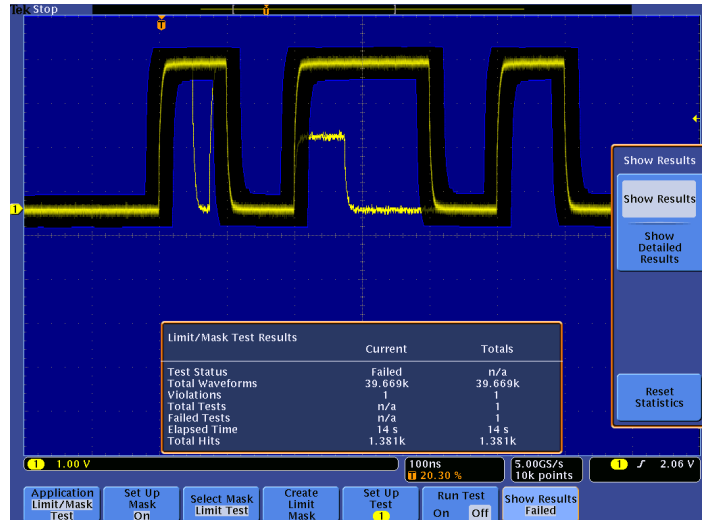 Tek Stop
T
T
1
Show Results
Show Results
Show
Detailed
Results
Reset
Statistics
Limit/Mask Test Results
Current Totals
Test Status Failed n/a
Total Waveforms 39.669k 39.669k
Violations 1 1
Total Tests n/a 1
Failed Tests n/a 1
Elapsed Time 14 s 14 s
Total Hits 1.381k 1.381k
1 1.00 V
100ns
T 20.30 %
5.00GS/s
10k points
1 2.06 V
Application
Limit/Mask
Test
Set Up
Mask
On
Select Mask
Limit Test
Create
Limit
Mask
Set Up
Test
1
Run Test
On Off
Show Results
Failed